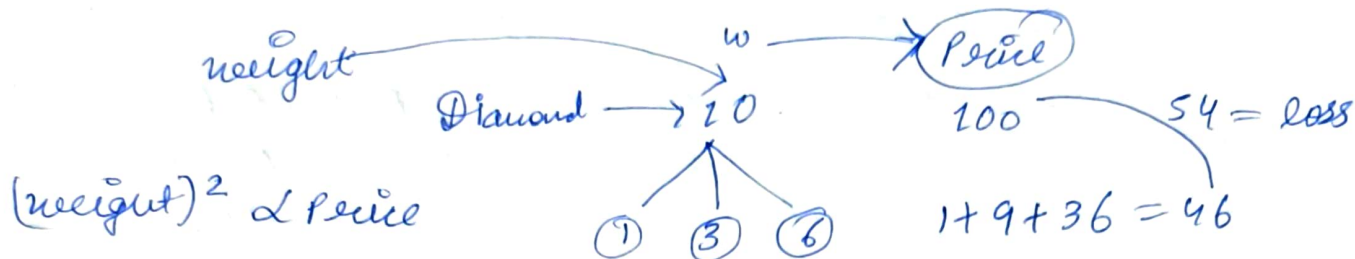 weight w → Price
Diamond → 10 100 54 = loss
(weight)² α Price 1 3 6 1+9+36 = 46